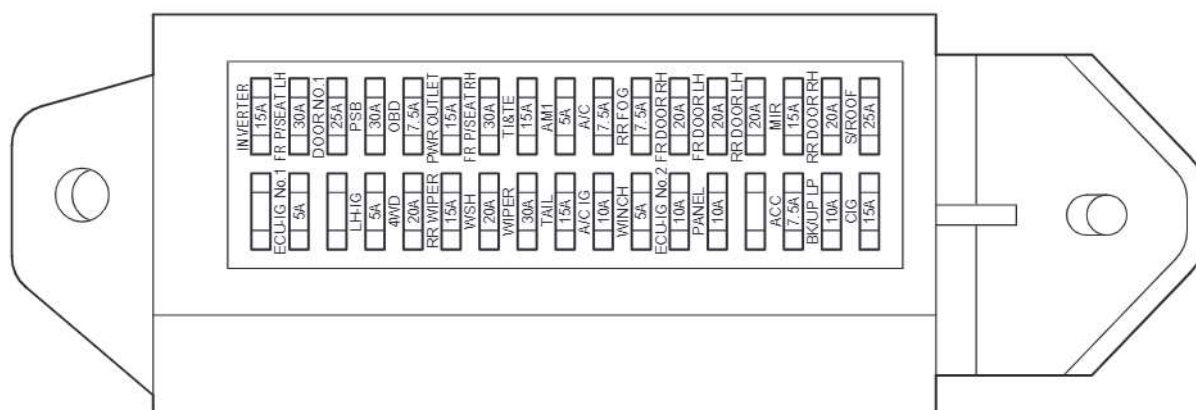 INVERTER 15A
FR P/SEAT LH 30A
DOOR NO.1 25A
PSB 30A
OBD 7.5A
PWR OUTLET 15A
FR P/SEAT RH 30A
TI&TE 15A
AM1 5A
A/C 7.5A
RR FOG 7.5A
FR DOOR RH 20A
FR DOOR LH 20A
RR DOOR LH 20A
MIR 15A
RR DOOR RH 20A
S/ROOF 25A
ECU-IG No.1 5A
LH-IG 5A
4WD 20A
RR WIPER 15A
WSH 20A
WIPER 30A
TAIL 15A
A/C IG 10A
WINCH 5A
ECU-IG No.2 10A
PANEL 10A
ACC 7.5A
BK/UP LP 10A
CIG 15A